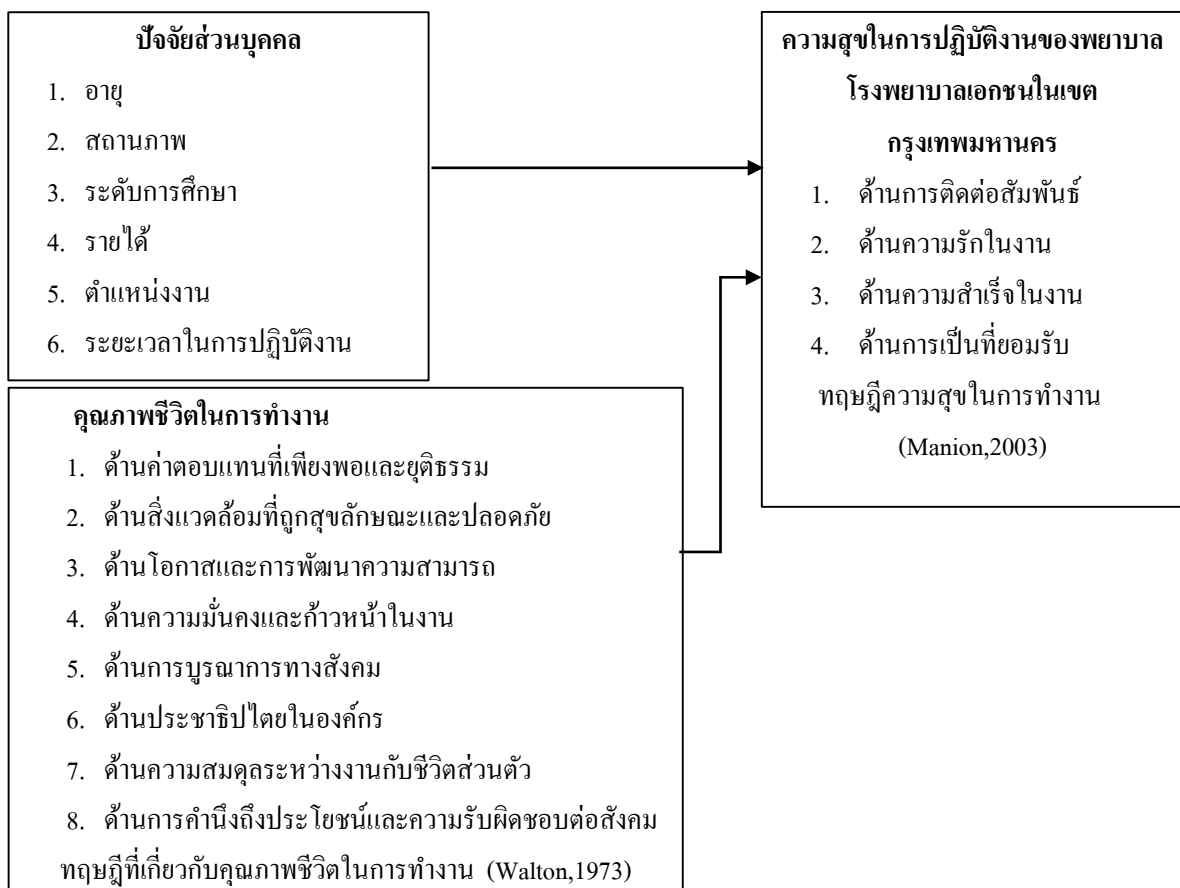 ปัจจัยส่วนบุคคล
1. อายุ
2. สถานภาพ
3. ระดับการศึกษา
4. รายได้
5. ตำแหน่งงาน
6. ระยะเวลาในการปฏิบัติงาน
คุณภาพชีวิตในการทำงาน
1. ด้านค่าตอบแทนที่เพียงพอและยุติธรรม
2. ด้านสิ่งแวดล้อมที่ถูกสุขลักษณะและปลอดภัย
3. ด้านโอกาสและการพัฒนาความสามารถ
4. ด้านความมั่นคงและก้าวหน้าในงาน
5. ด้านการบูรณาการทางสังคม
6. ด้านประชาธิปไตยในองค์กร
7. ด้านความสมดุลระหว่างงานกับชีวิตส่วนตัว
8. ด้านการคำนึงถึงประโยชน์และความรับผิดชอบต่อสังคม
ทฤษฎีที่เกี่ยวกับคุณภาพชีวิตในการทำงาน (Walton,1973)
ความสุขในการปฏิบัติงานของพยาบาล
โรงพยาบาลเอกชนในเขต
กรุงเทพมหานคร
1. ด้านการติดต่อสัมพันธ์
2. ด้านความรักในงาน
3. ด้านความสำเร็จในงาน
4. ด้านการเป็นที่ยอมรับ
ทฤษฎีความสุขในการทำงาน
(Manion,2003)